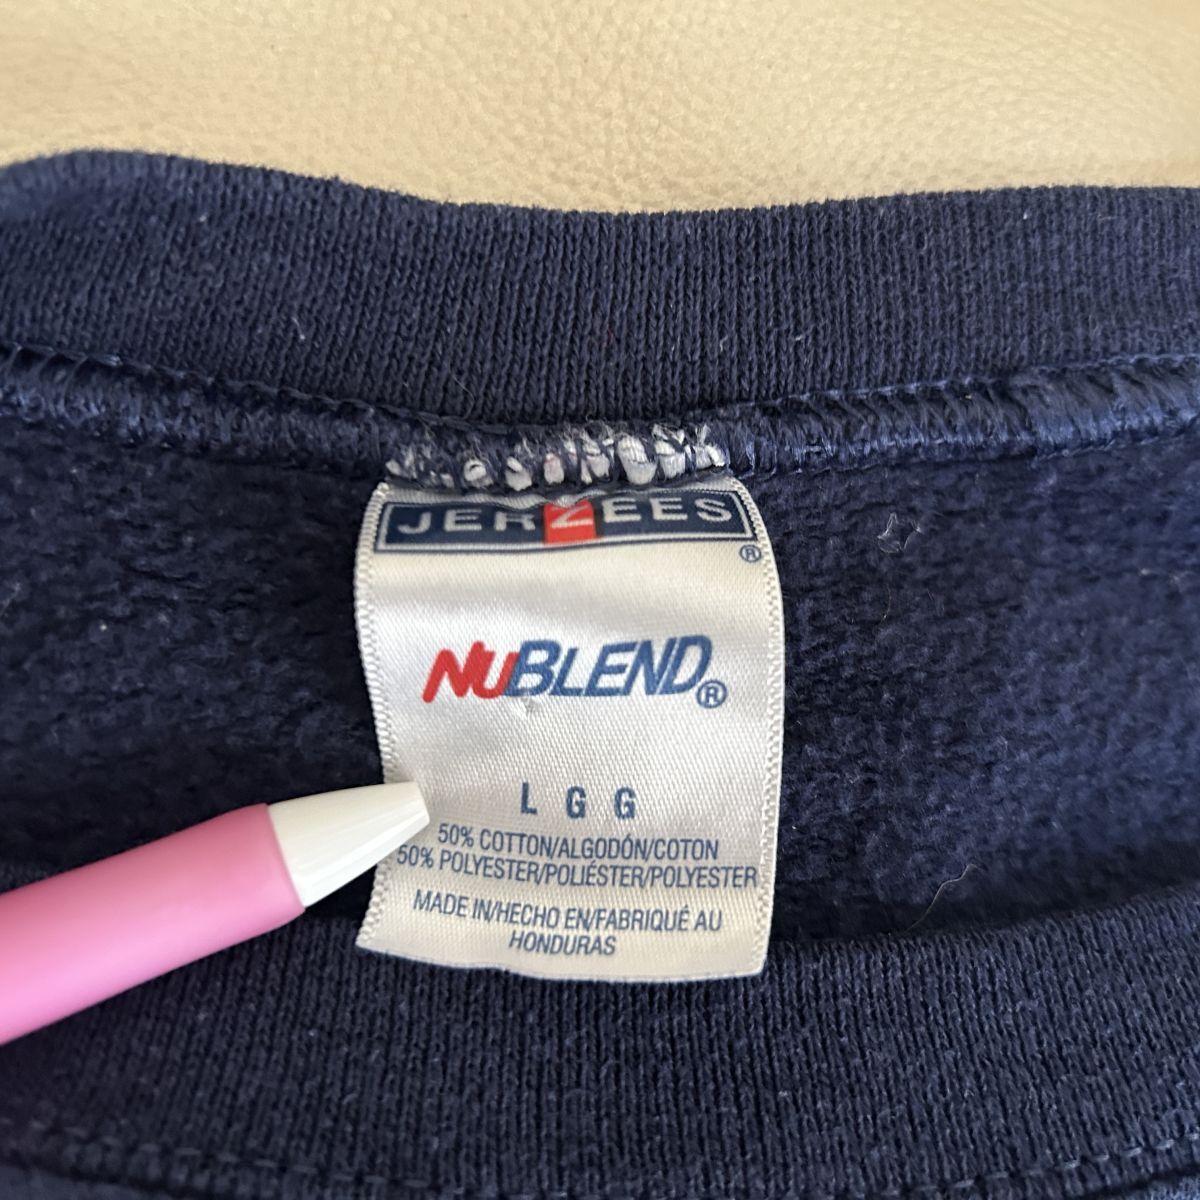 JERZEES®
NUBLEND®
L G G
50% COTTON/ALGODÓN/COTON
50% POLYESTER/POLIÉSTER/POLYESTER
MADE IN/HECHO EN/FABRIQUÉ AU
HONDURAS